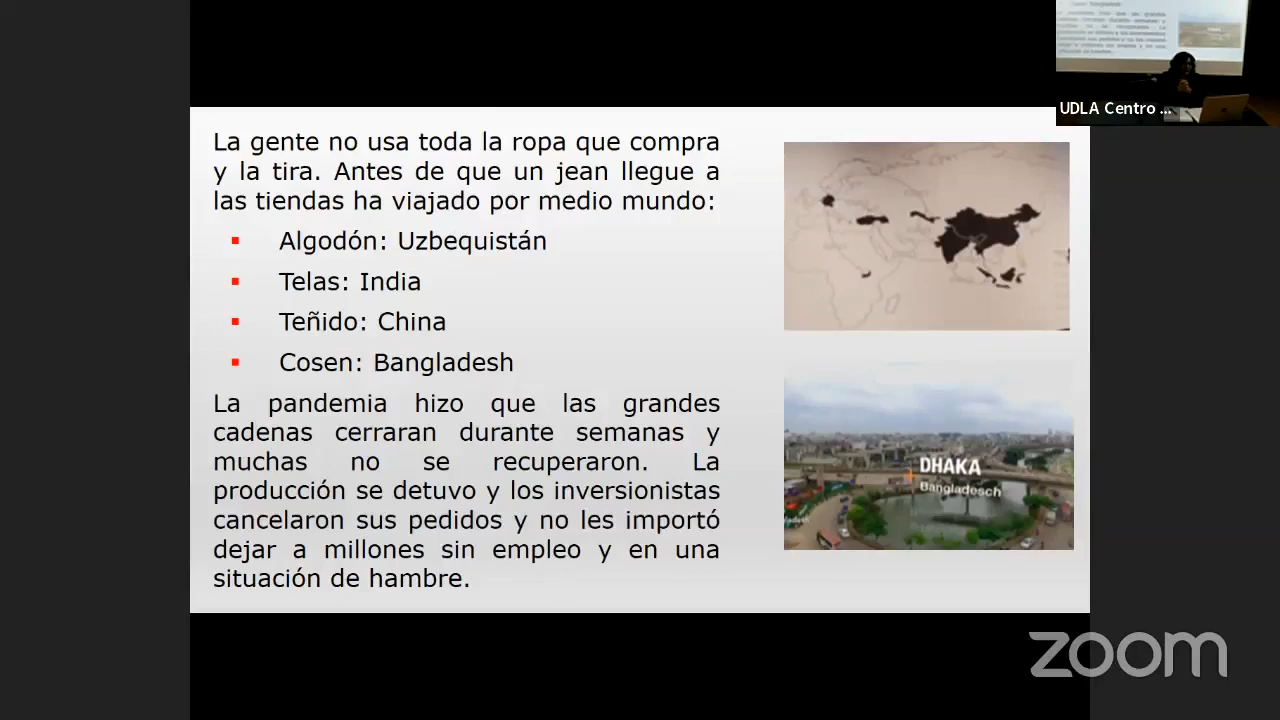 UDLA Centro ...
La gente no usa toda la ropa que compra
y la tira. Antes de que un jean llegue a
las tiendas ha viajado por medio mundo:
Algodón: Uzbequistán
Telas: India
Teñido: China
Cosen: Bangladesh
La pandemia hizo que las grandes
cadenas cerraran durante semanas y
muchas no se recuperaron. La
producción se detuvo y los inversionistas
cancelaron sus pedidos y no les importó
dejar a millones sin empleo y en una
situación de hambre.
DHAKA
Bangladesch
zoom